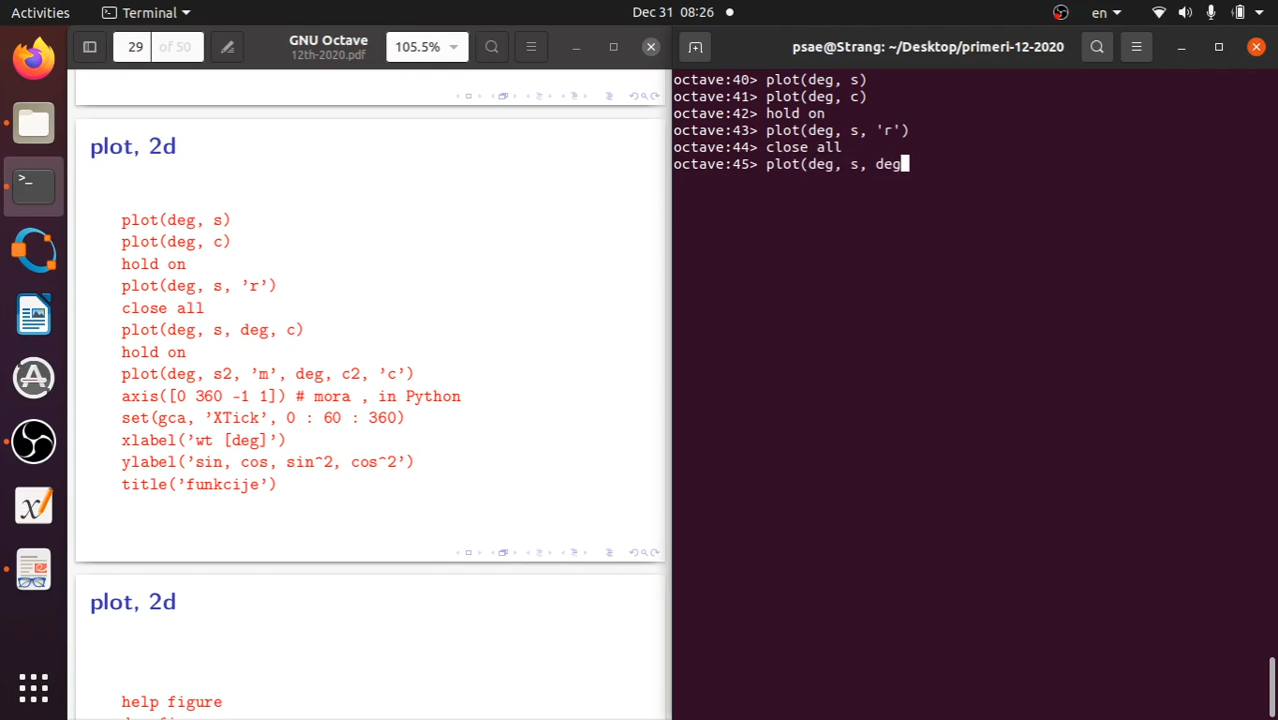 Activities
Terminal
Dec 31 08:26
en
29
of 50
GNU Octave
12th-2020.pdf
105.5%
psae@Strang: ~/Desktop/primeri-12-2020
plot, 2d
plot(deg, s)
plot(deg, c)
hold on
plot(deg, s, ’r’)
close all
plot(deg, s, deg, c)
hold on
plot(deg, s2, ’m’, deg, c2, ’c’)
axis([0 360 -1 1]) # mora , in Python
set(gca, ’XTick’, 0 : 60 : 360)
xlabel(’wt [deg]’)
ylabel(’sin, cos, sin^2, cos^2’)
title(’funkcije’)
plot, 2d
help figure
octave:40> plot(deg, s)
octave:41> plot(deg, c)
octave:42> hold on
octave:43> plot(deg, s, 'r')
octave:44> close all
octave:45> plot(deg, s, deg